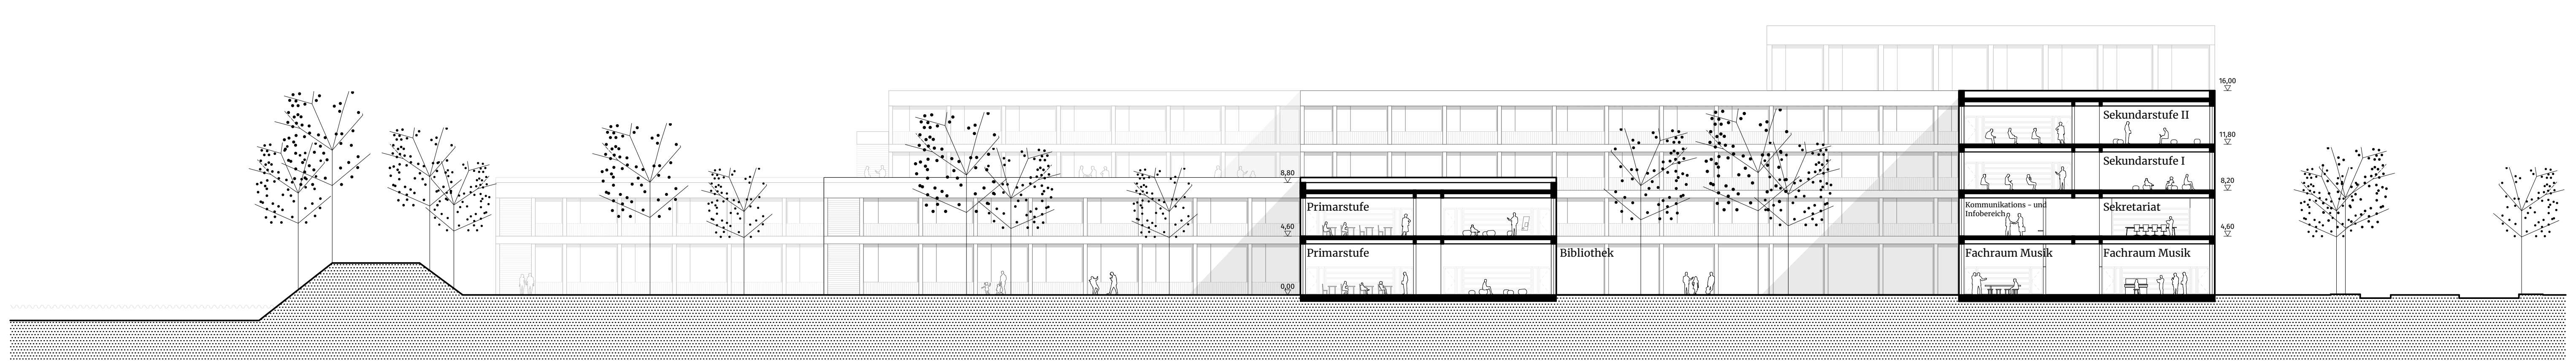 16,00
Sekundarstufe II
11,80
Sekundarstufe I
8,80
8,20
Primarstufe
Kommunikations - und
Infobereich
Sekretariat
4,60
4,60
Primarstufe
Bibliothek
Fachraum Musik
Fachraum Musik
0,00